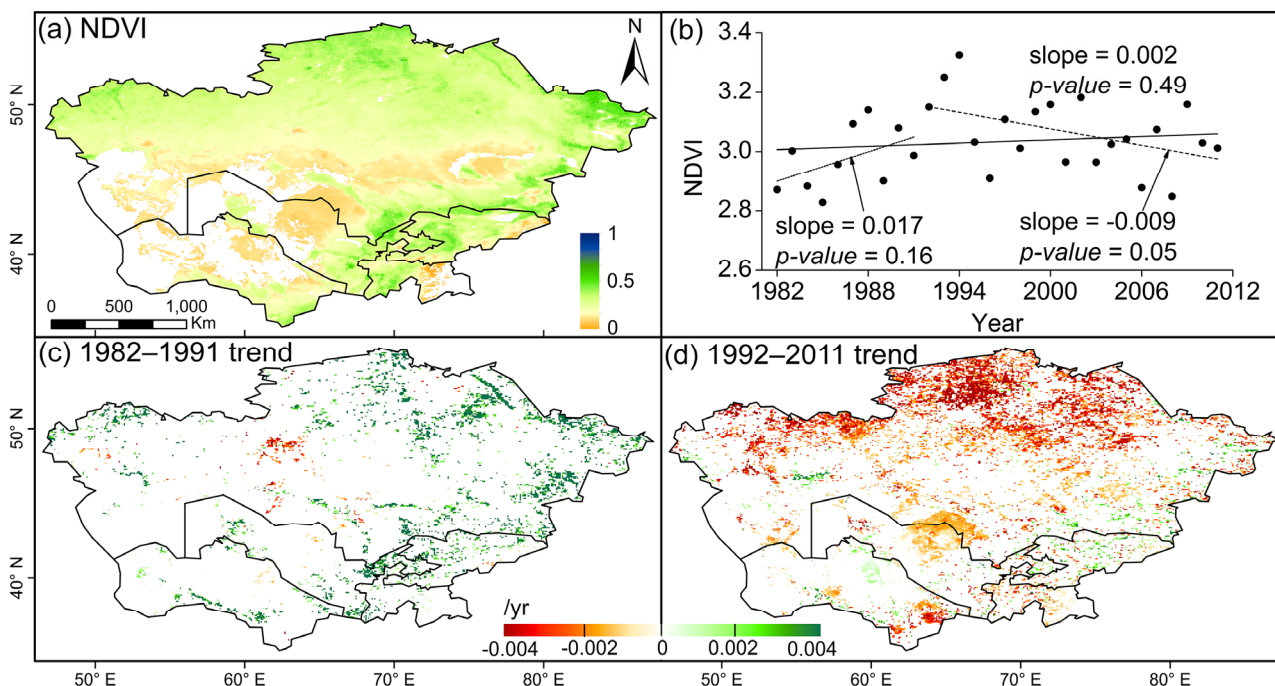 (a) NDVI
N
50° N
40° N
0 500 1,000
Km
1
0.5
0
(b)
3.4
3.2
3.0
2.8
2.6
NDVI
slope = 0.002
p-value = 0.49
slope = 0.017
p-value = 0.16
slope = -0.009
p-value = 0.05
1982 1988 1994 2000 2006 2012
Year
(c) 1982–1991 trend
50° N
40° N
(d) 1992–2011 trend
/yr
-0.004 -0.002 0 0.002 0.004
50° E 60° E 70° E 80° E
50° E 60° E 70° E 80° E